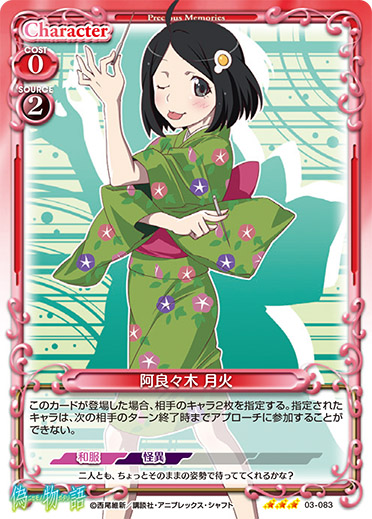 Precious Memories
Character
COST
0
SOURCE
2
阿良々木 月火
このカードが登場した場合、相手のキャラ2枚を指定する。指定された
キャラは、次の相手のターン終了時までアプローチに参加することが
できない。
和服
怪異
二人とも、ちょっとそのままの姿勢で待っててくれるかな?
偽物語
03-083
©西尾維新/講談社・アニプレックス・シャフト